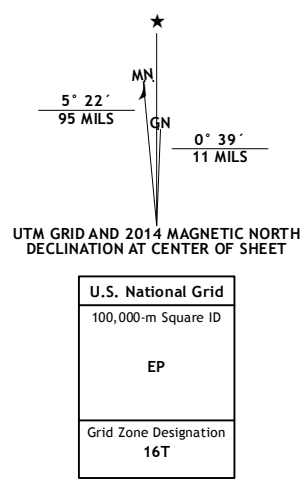 ★
MN.
5° 22´
95 MILS
GN
0° 39´
11 MILS
UTM GRID AND 2014 MAGNETIC NORTH
DECLINATION AT CENTER OF SHEET
U.S. National Grid
100,000-m Square ID
EP
Grid Zone Designation
16T